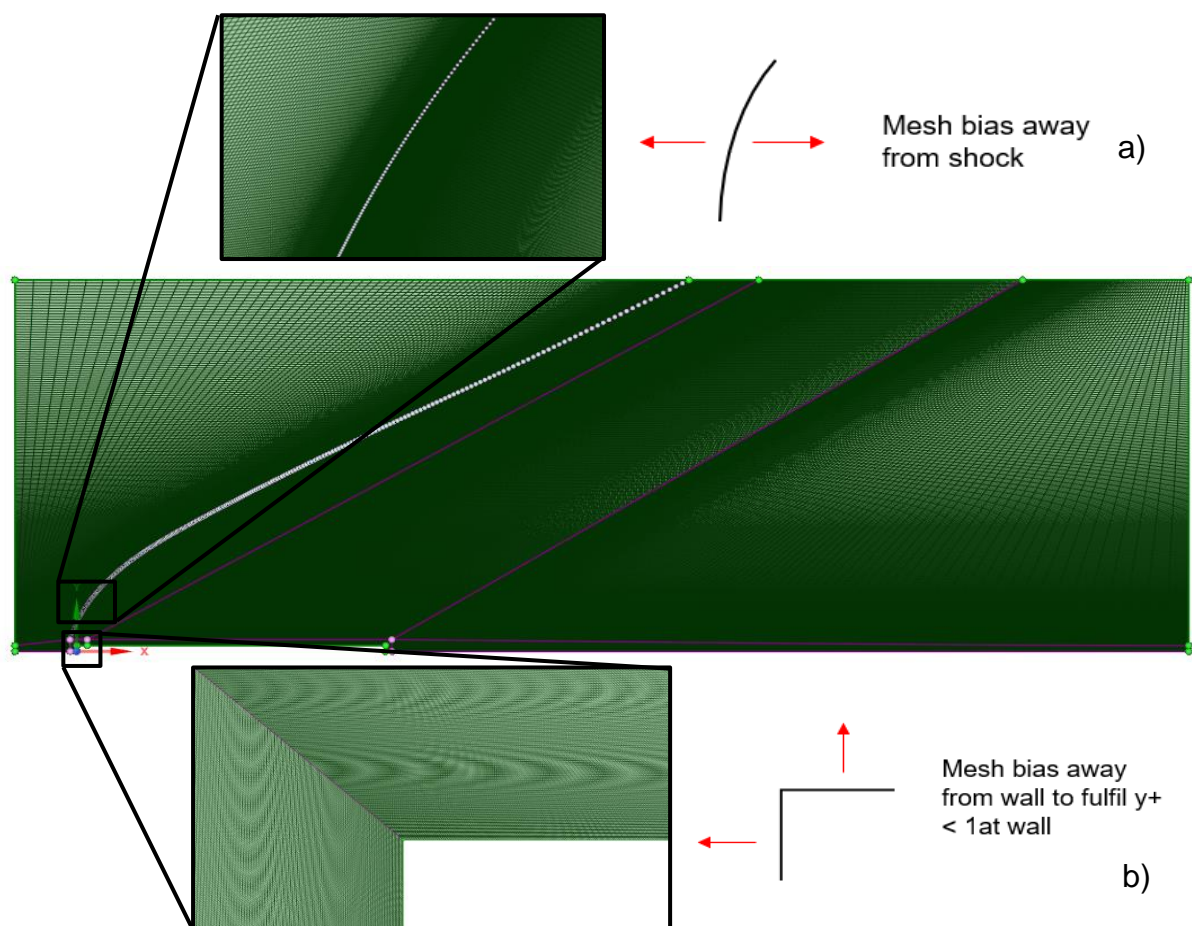 Mesh bias away
from shock
a)
x
Mesh bias away
from wall to fulfil y+
< 1at wall
b)